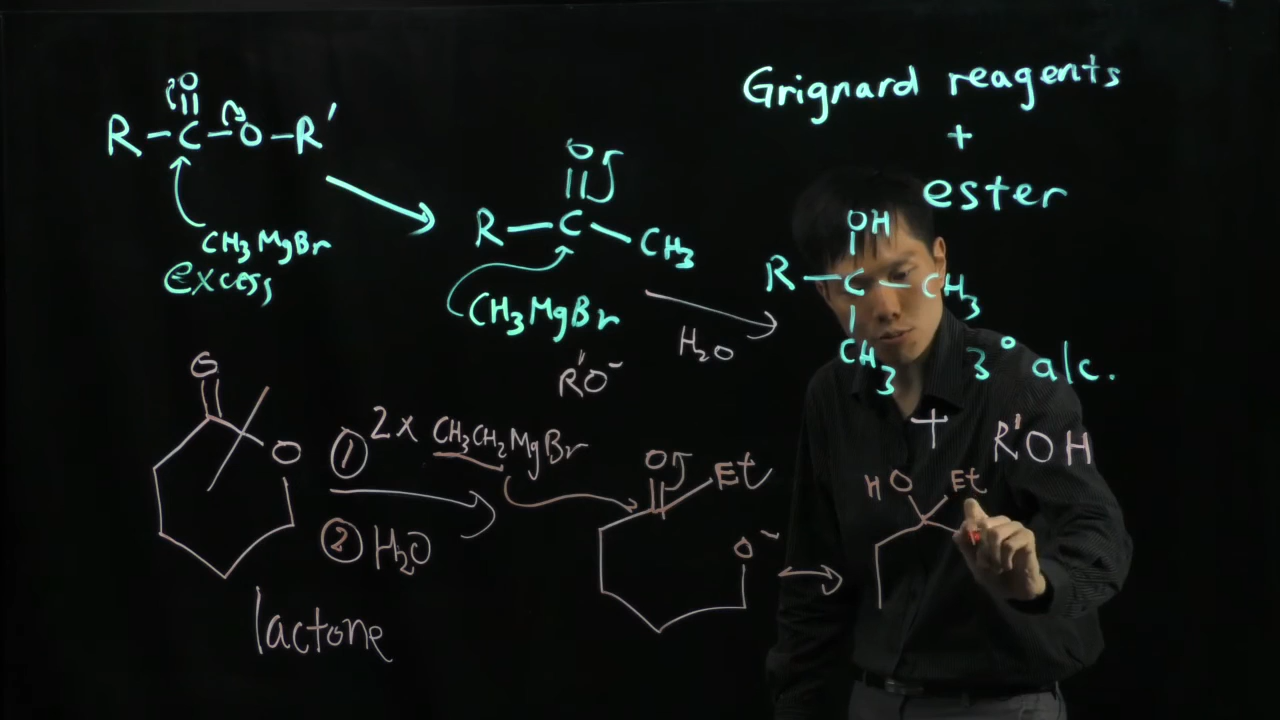 Grignard reagents
+
ester
O
R-C-O-R'
CH3MgBr
excess
O
R-C-CH3
CH3MgBr
R'O-
H2O
OH
R-C-CH3
CH3
3° alc.
+
R'OH
O
O
lactone
① 2x CH3CH2MgBr
② H2O
O
Et
O-
HO
Et